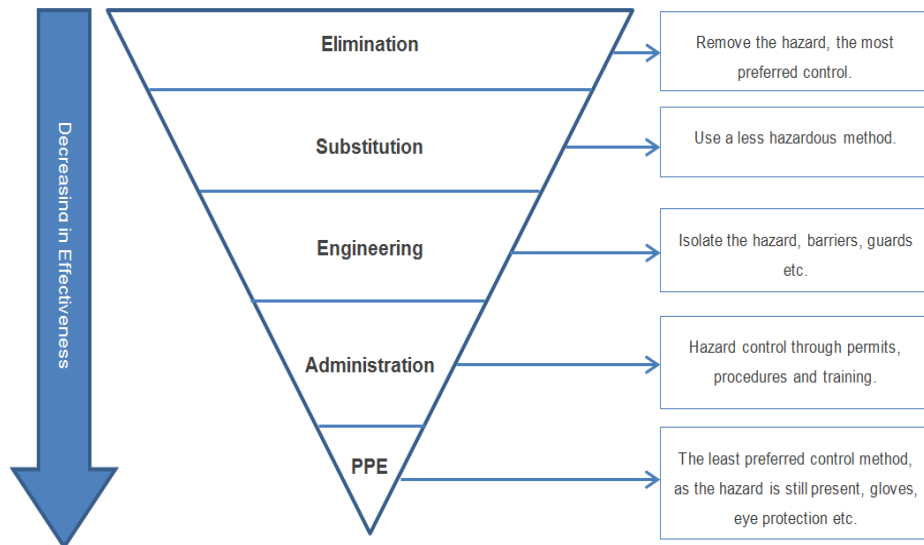 Decreasing in Effectiveness
Elimination
Remove the hazard, the most
preferred control.
Substitution
Use a less hazardous method.
Engineering
Isolate the hazard, barriers, guards
etc.
Administration
Hazard control through permits,
procedures and training.
PPE
The least preferred control method,
as the hazard is still present, gloves,
eye protection etc.